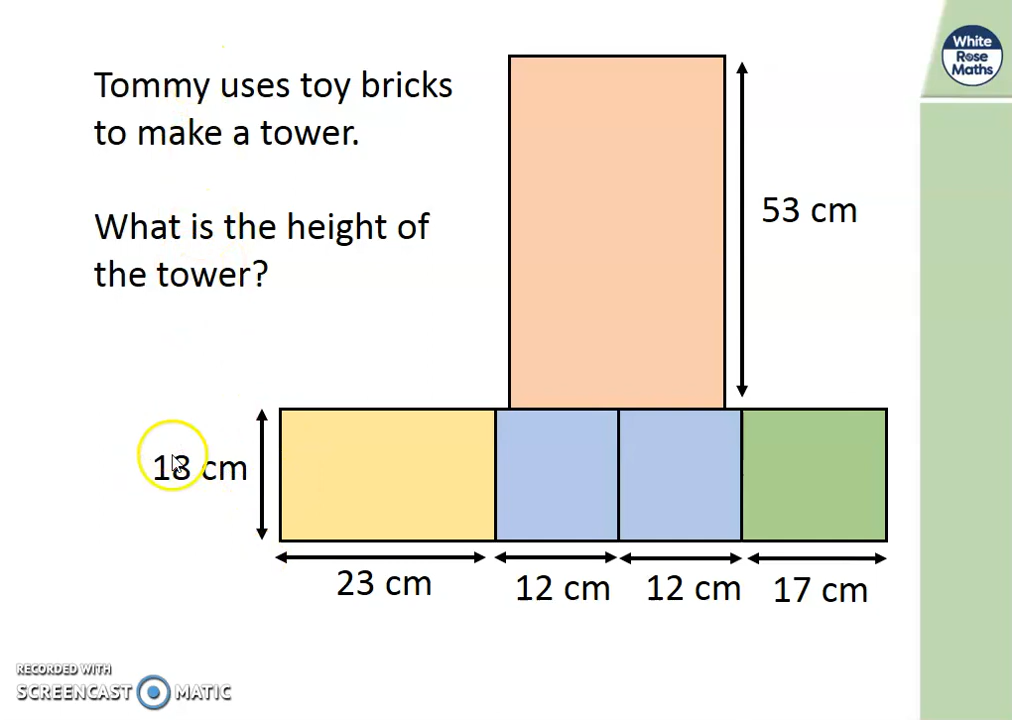 White
Rose
Maths
Tommy uses toy bricks
to make a tower.
What is the height of
the tower?
53 cm
18 cm
23 cm
12 cm
12 cm
17 cm
RECORDED WITH
SCREENCAST MATIC